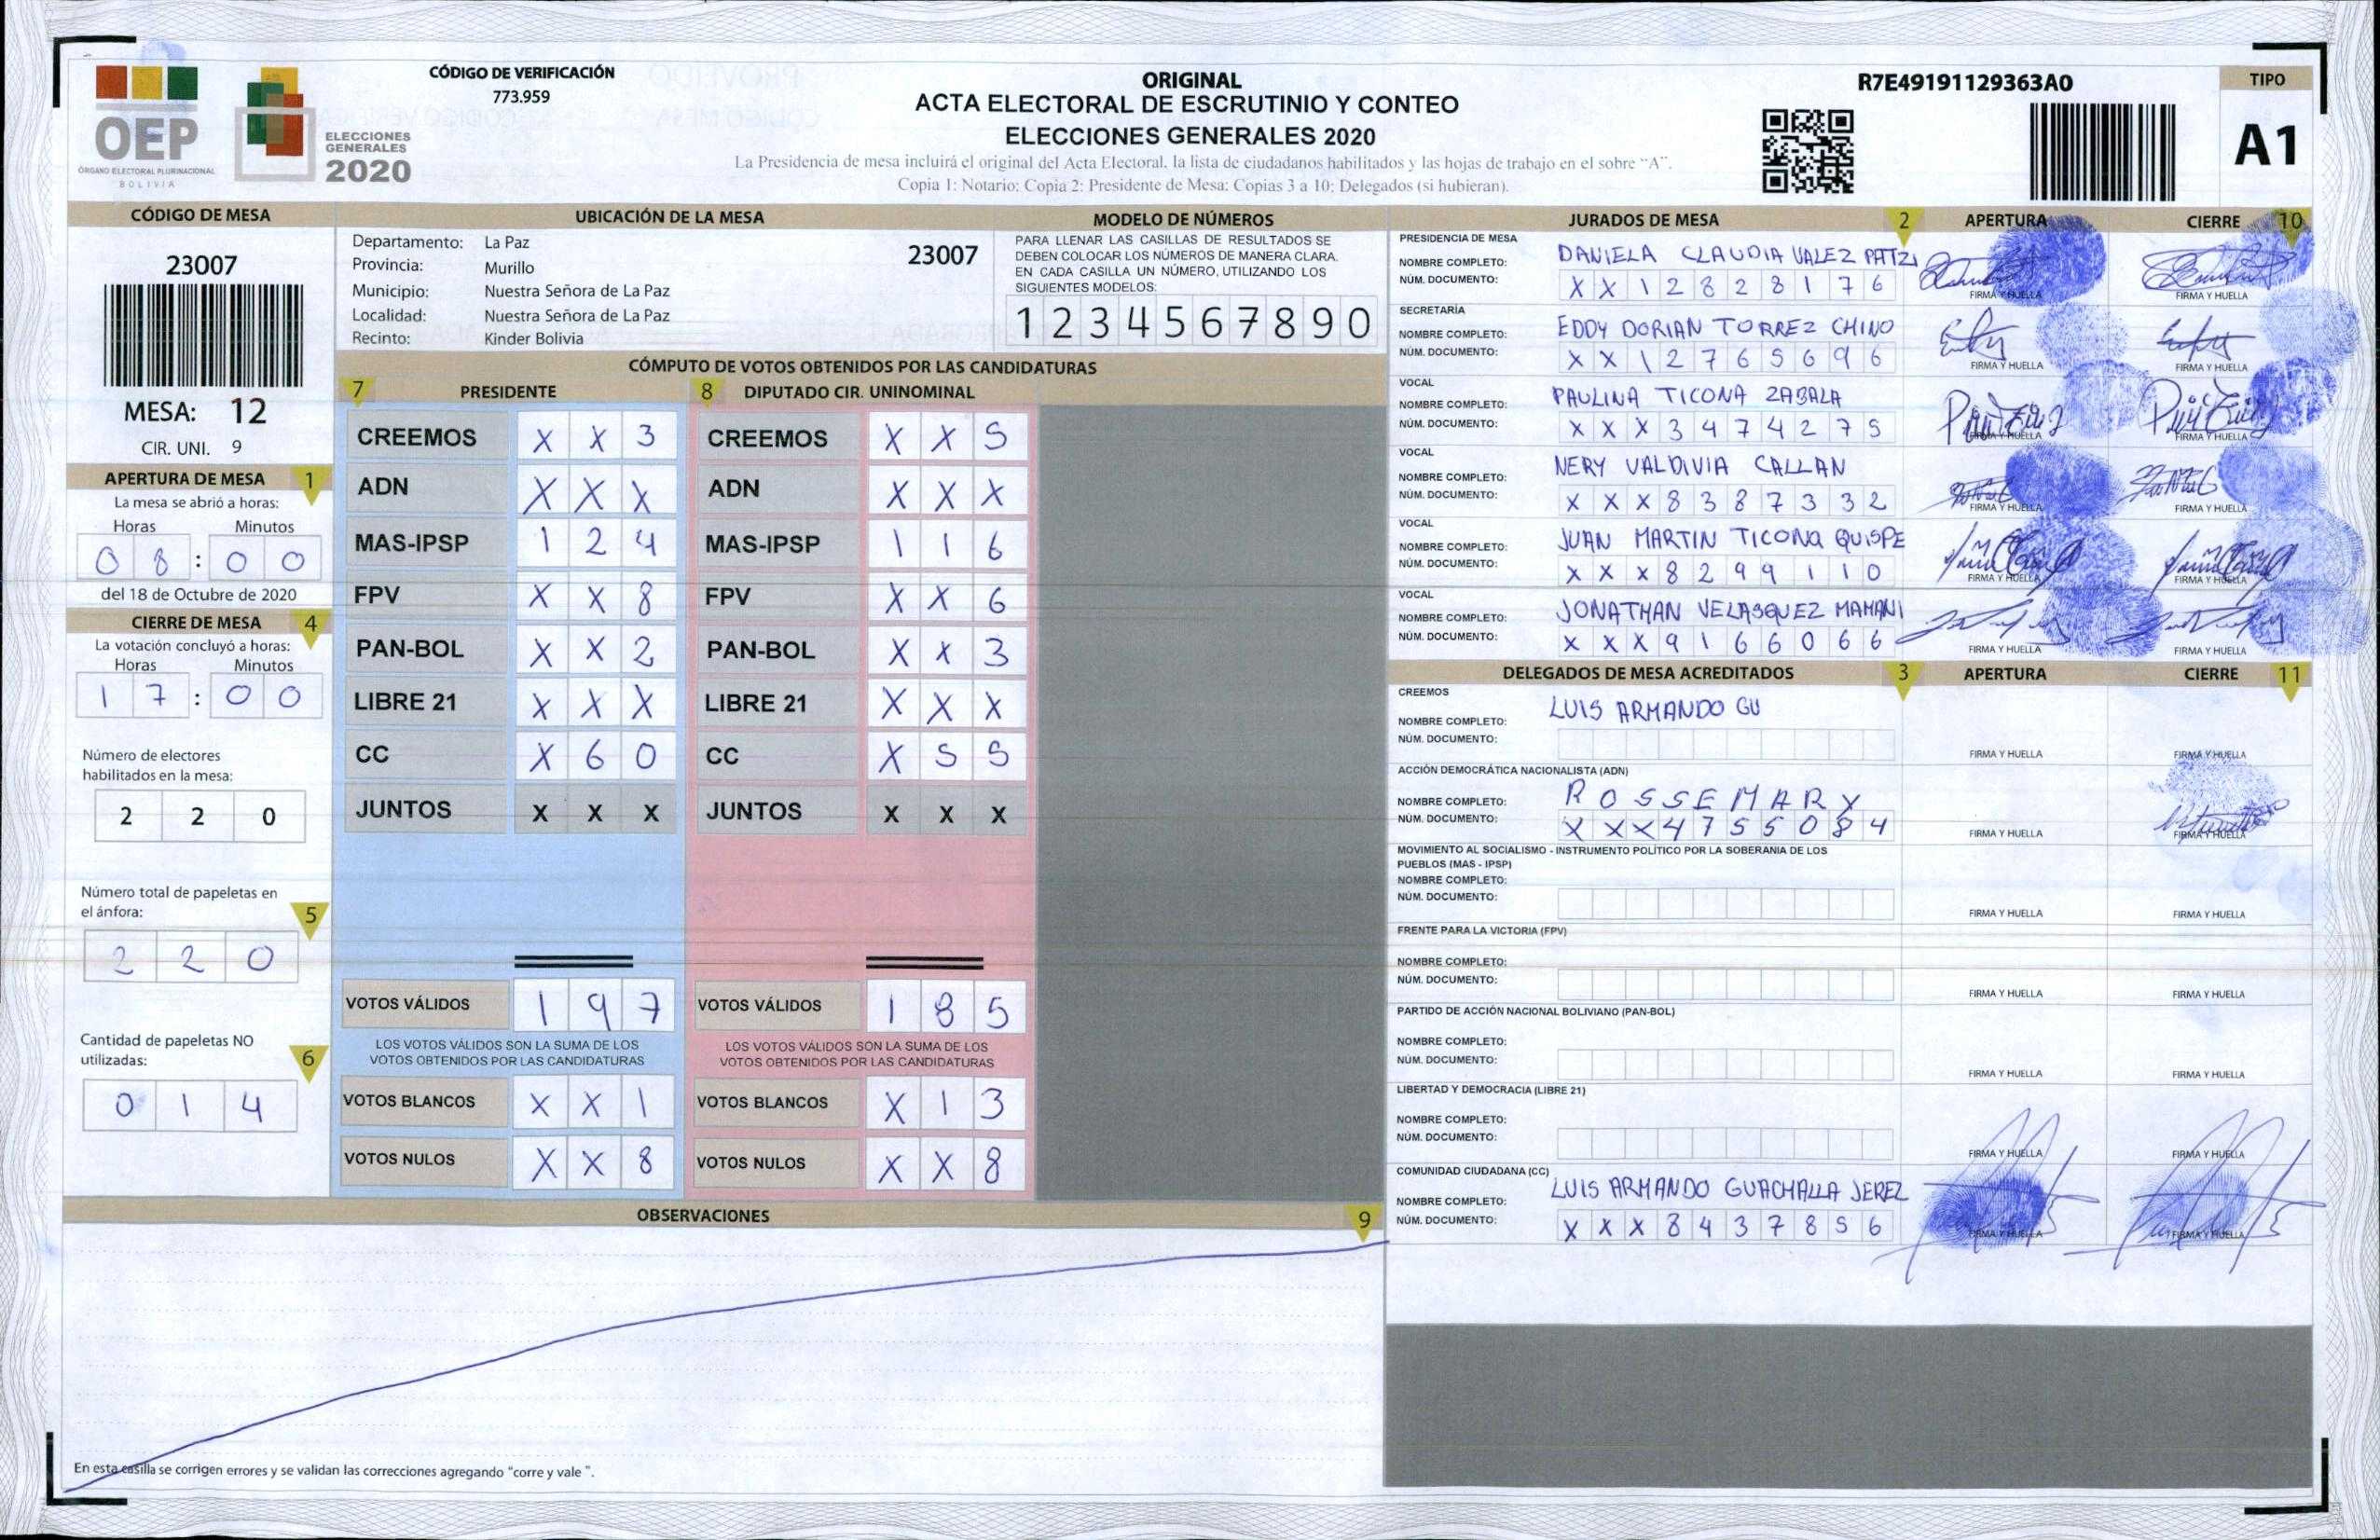 OEP
ÓRGANO ELECTORAL PLURINACIONAL
BOLIVIA
ELECCIONES
GENERALES
2020
CÓDIGO DE VERIFICACIÓN
773.959
ORIGINAL
ACTA ELECTORAL DE ESCRUTINIO Y CONTEO
ELECCIONES GENERALES 2020
La Presidencia de mesa incluirá el original del Acta Electoral, la lista de ciudadanos habilitados y las hojas de trabajo en el sobre "A".
Copia 1: Notario; Copia 2: Presidente de Mesa; Copias 3 a 10; Delegados (si hubieran).
R7E49191129363A0
TIPO
A1
CÓDIGO DE MESA
23007
MESA: 12
CIR. UNI. 9
APERTURA DE MESA 1
La mesa se abrió a horas:
Horas Minutos
0 8 : 0 0
del 18 de Octubre de 2020
CIERRE DE MESA 4
La votación concluyó a horas:
Horas Minutos
1 7 : 0 0
Número de electores
habilitados en la mesa:
2 2 0
Número total de papeletas en
el ánfora: 5
2 2 0
Cantidad de papeletas NO
utilizadas: 6
0 1 4
UBICACIÓN DE LA MESA
Departamento: La Paz 23007
Provincia: Murillo
Municipio: Nuestra Señora de La Paz
Localidad: Nuestra Señora de La Paz
Recinto: Kinder Bolivia
MODELO DE NÚMEROS
PARA LLENAR LAS CASILLAS DE RESULTADOS SE
DEBEN COLOCAR LOS NÚMEROS DE MANERA CLARA.
EN CADA CASILLA UN NÚMERO, UTILIZANDO LOS
SIGUIENTES MODELOS:
1 2 3 4 5 6 7 8 9 0
CÓMPUTO DE VOTOS OBTENIDOS POR LAS CANDIDATURAS
7 PRESIDENTE 8 DIPUTADO CIR. UNINOMINAL
CREEMOS X X 3 CREEMOS X X 5
ADN X X X ADN X X X
MAS-IPSP 1 2 4 MAS-IPSP 1 1 6
FPV X X 8 FPV X X 6
PAN-BOL X X 2 PAN-BOL X X 3
LIBRE 21 X X X LIBRE 21 X X X
CC X 6 0 CC X 5 5
JUNTOS X X X JUNTOS X X X
VOTOS VÁLIDOS 1 9 7 VOTOS VÁLIDOS 1 8 5
LOS VOTOS VÁLIDOS SON LA SUMA DE LOS LOS VOTOS VÁLIDOS SON LA SUMA DE LOS
VOTOS OBTENIDOS POR LAS CANDIDATURAS VOTOS OBTENIDOS POR LAS CANDIDATURAS
VOTOS BLANCOS X X 1 VOTOS BLANCOS X 1 3
VOTOS NULOS X X 8 VOTOS NULOS X X 8
OBSERVACIONES 9
En esta casilla se corrigen errores y se validan las correcciones agregando "corre y vale ".
JURADOS DE MESA 2 APERTURA CIERRE 10
PRESIDENCIA DE MESA
NOMBRE COMPLETO: DANIELA CLAUDIA VALEZ PATZI
NÚM. DOCUMENTO: X X 1 2 8 2 8 1 7 6 FIRMA Y HUELLA FIRMA Y HUELLA
SECRETARÍA
NOMBRE COMPLETO: EDDY DORIAN TORREZ CHINO
NÚM. DOCUMENTO: X X 1 2 7 6 5 6 9 6 FIRMA Y HUELLA FIRMA Y HUELLA
VOCAL
NOMBRE COMPLETO: PAULINA TICONA ZABALA
NÚM. DOCUMENTO: X X X 3 4 7 4 2 7 5 FIRMA Y HUELLA FIRMA Y HUELLA
VOCAL
NOMBRE COMPLETO: NERY VALDIVIA CALLAN
NÚM. DOCUMENTO: X X X 8 3 8 7 3 3 2 FIRMA Y HUELLA FIRMA Y HUELLA
VOCAL
NOMBRE COMPLETO: JUAN MARTIN TICONA QUISPE
NÚM. DOCUMENTO: X X X 8 2 9 9 1 1 0 FIRMA Y HUELLA FIRMA Y HUELLA
VOCAL
NOMBRE COMPLETO: JONATHAN VELASQUEZ MAMANI
NÚM. DOCUMENTO: X X X 9 1 6 6 0 6 6 FIRMA Y HUELLA FIRMA Y HUELLA
DELEGADOS DE MESA ACREDITADOS 3 APERTURA CIERRE 11
CREEMOS
NOMBRE COMPLETO: LUIS ARMANDO GU
NÚM. DOCUMENTO: FIRMA Y HUELLA FIRMA Y HUELLA
ACCIÓN DEMOCRÁTICA NACIONALISTA (ADN)
NOMBRE COMPLETO: ROSSEMARY
NÚM. DOCUMENTO: X X X 4 7 5 5 0 8 4 FIRMA Y HUELLA FIRMA Y HUELLA
MOVIMIENTO AL SOCIALISMO - INSTRUMENTO POLÍTICO POR LA SOBERANIA DE LOS
PUEBLOS (MAS - IPSP)
NOMBRE COMPLETO:
NÚM. DOCUMENTO: FIRMA Y HUELLA FIRMA Y HUELLA
FRENTE PARA LA VICTORIA (FPV)
NOMBRE COMPLETO:
NÚM. DOCUMENTO: FIRMA Y HUELLA FIRMA Y HUELLA
PARTIDO DE ACCIÓN NACIONAL BOLIVIANO (PAN-BOL)
NOMBRE COMPLETO:
NÚM. DOCUMENTO: FIRMA Y HUELLA FIRMA Y HUELLA
LIBERTAD Y DEMOCRACIA (LIBRE 21)
NOMBRE COMPLETO:
NÚM. DOCUMENTO: FIRMA Y HUELLA FIRMA Y HUELLA
COMUNIDAD CIUDADANA (CC)
NOMBRE COMPLETO: LUIS ARMANDO GUACHALLA JEREZ
NÚM. DOCUMENTO: X X X 8 4 3 7 8 5 6 FIRMA Y HUELLA FIRMA Y HUELLA